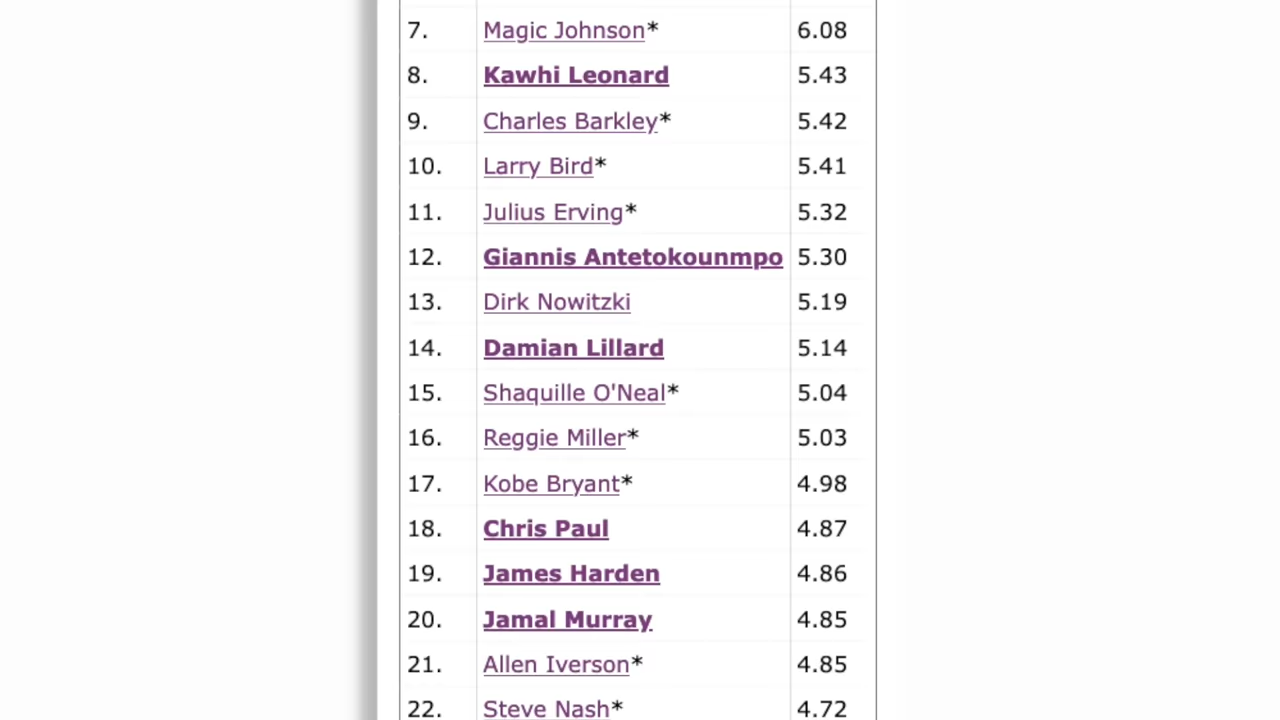 7. Magic Johnson* 6.08
8. Kawhi Leonard 5.43
9. Charles Barkley* 5.42
10. Larry Bird* 5.41
11. Julius Erving* 5.32
12. Giannis Antetokounmpo 5.30
13. Dirk Nowitzki 5.19
14. Damian Lillard 5.14
15. Shaquille O'Neal* 5.04
16. Reggie Miller* 5.03
17. Kobe Bryant* 4.98
18. Chris Paul 4.87
19. James Harden 4.86
20. Jamal Murray 4.85
21. Allen Iverson* 4.85
22. Steve Nash* 4.72